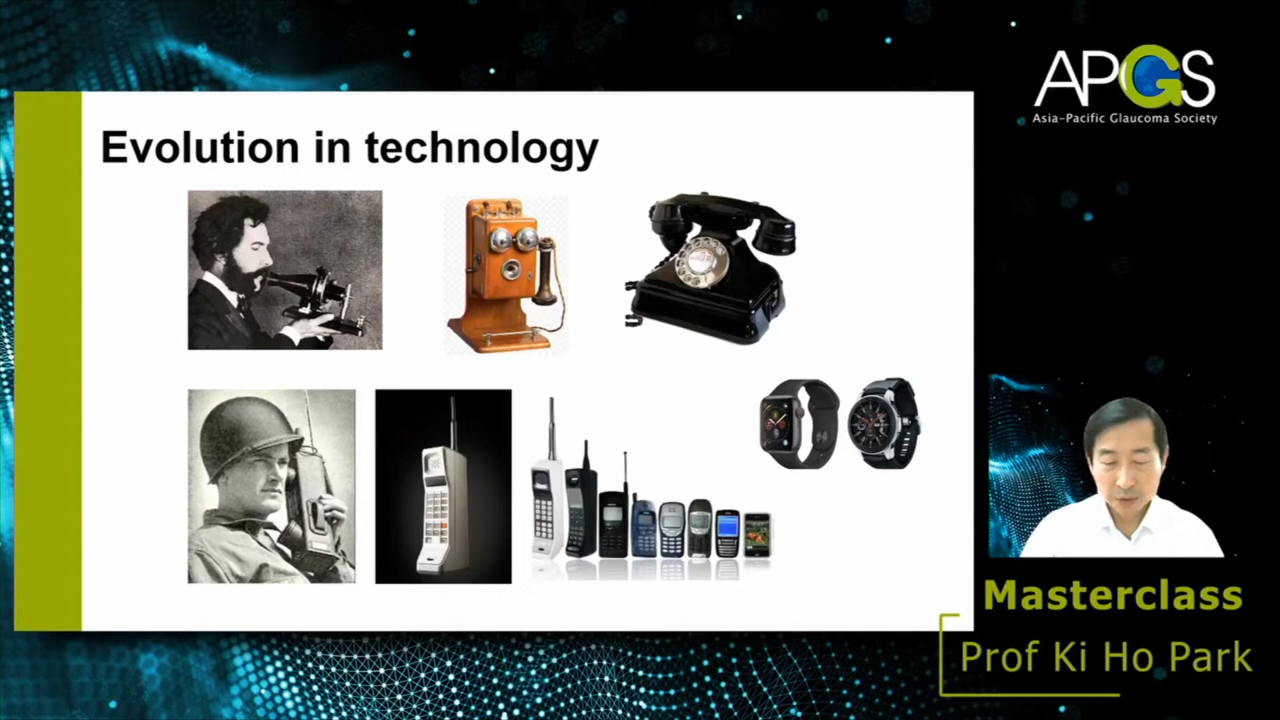 APGS
Asia-Pacific Glaucoma Society
Evolution in technology
Masterclass
Prof Ki Ho Park